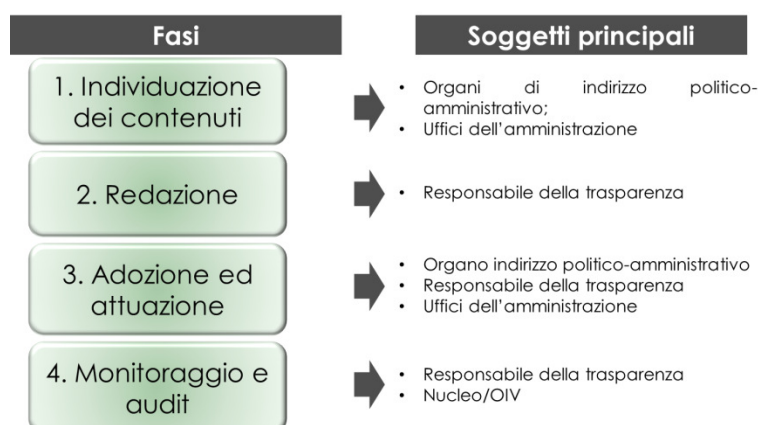 Fasi
Soggetti principali
1. Individuazione
dei contenuti
• Organi di indirizzo politico-
amministrativo;
• Uffici dell'amministrazione
2. Redazione
• Responsabile della trasparenza
3. Adozione ed
attuazione
• Organo indirizzo politico-amministrativo
• Responsabile della trasparenza
• Uffici dell'amministrazione
4. Monitoraggio e
audit
• Responsabile della trasparenza
• Nucleo/OIV